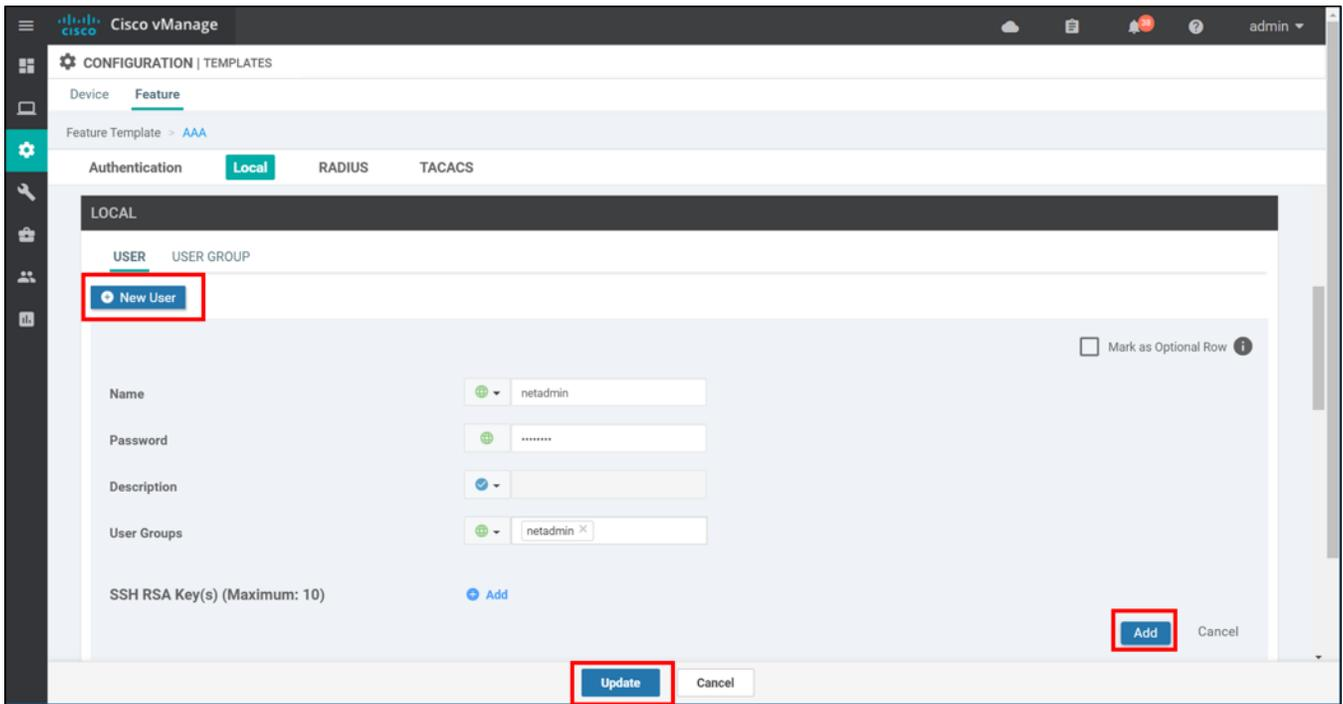 cisco Cisco vManage 38 admin
CONFIGURATION | TEMPLATES
Device Feature
Feature Template > AAA
Authentication Local RADIUS TACACS
LOCAL
USER USER GROUP
New User
Mark as Optional Row i
Name netadmin
Password ••••••••
Description
User Groups netadmin ×
SSH RSA Key(s) (Maximum: 10) Add
Add Cancel
Update Cancel